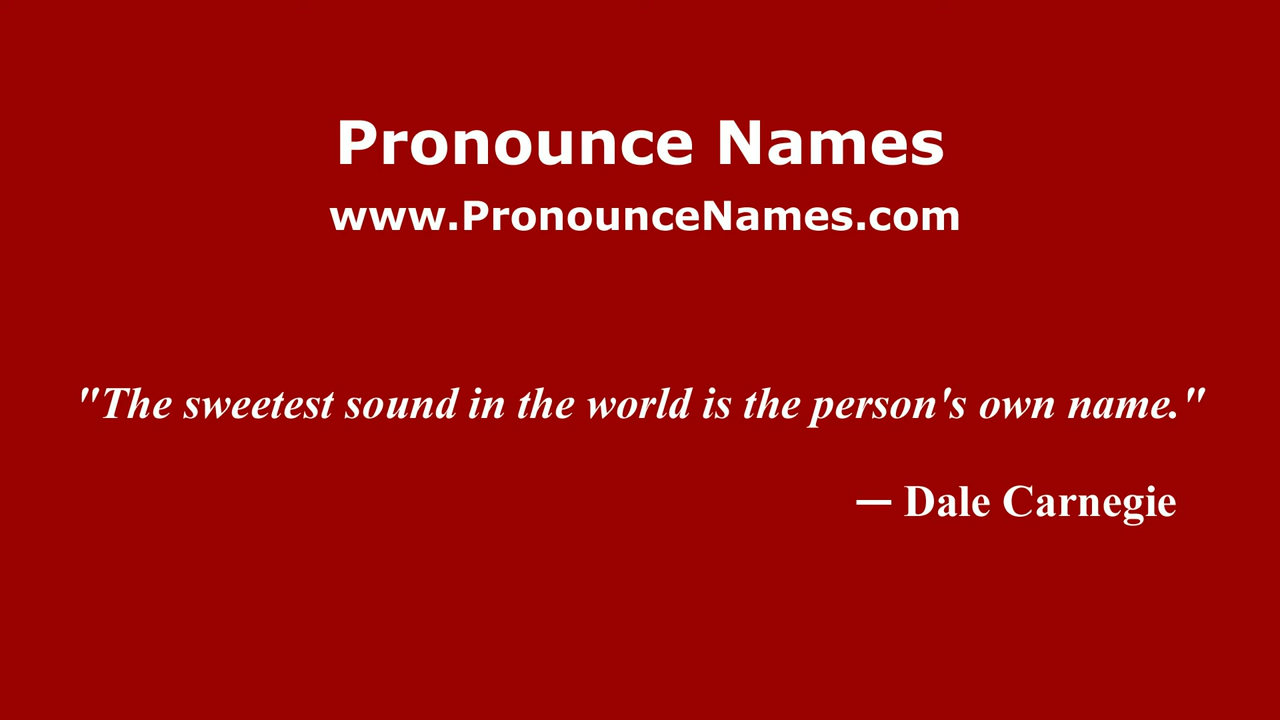 Pronounce Names
www.PronounceNames.com
"The sweetest sound in the world is the person's own name."
— Dale Carnegie